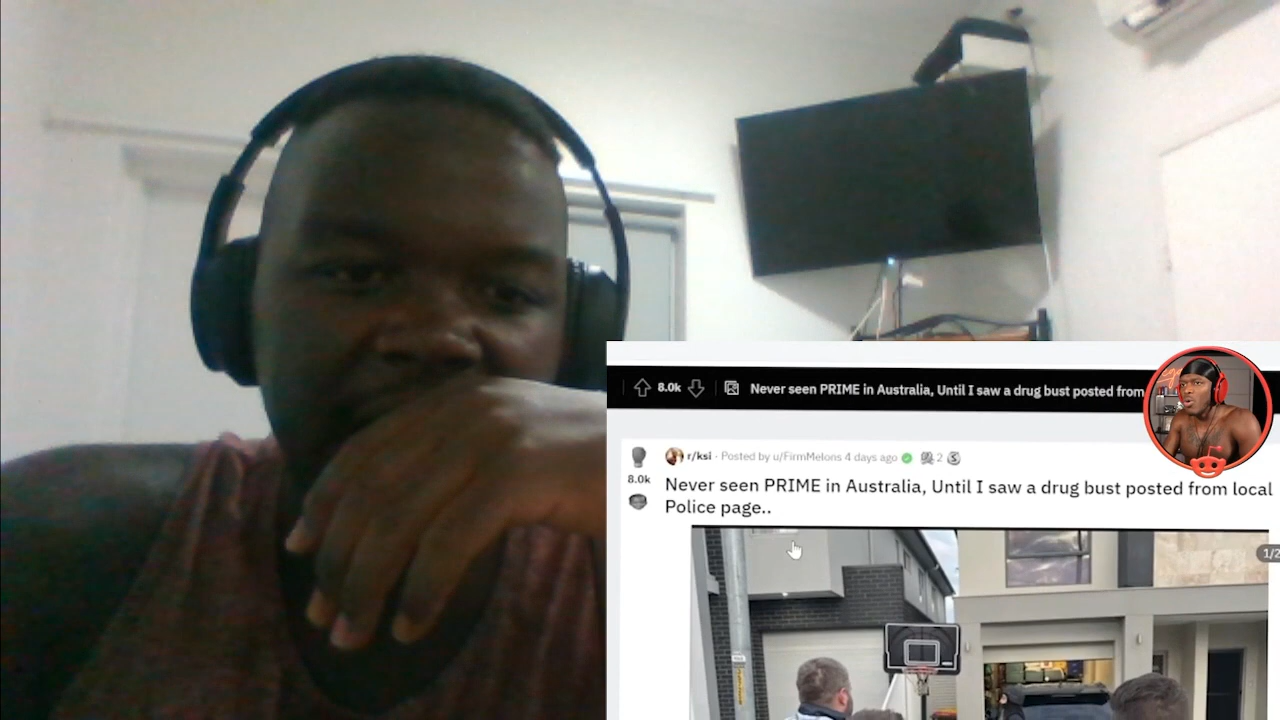 8.0k Never seen PRIME in Australia, Until I saw a drug bust posted from
r/ksi · Posted by u/FirmMelons 4 days ago 2
8.0k
Never seen PRIME in Australia, Until I saw a drug bust posted from local
Police page..
1/2